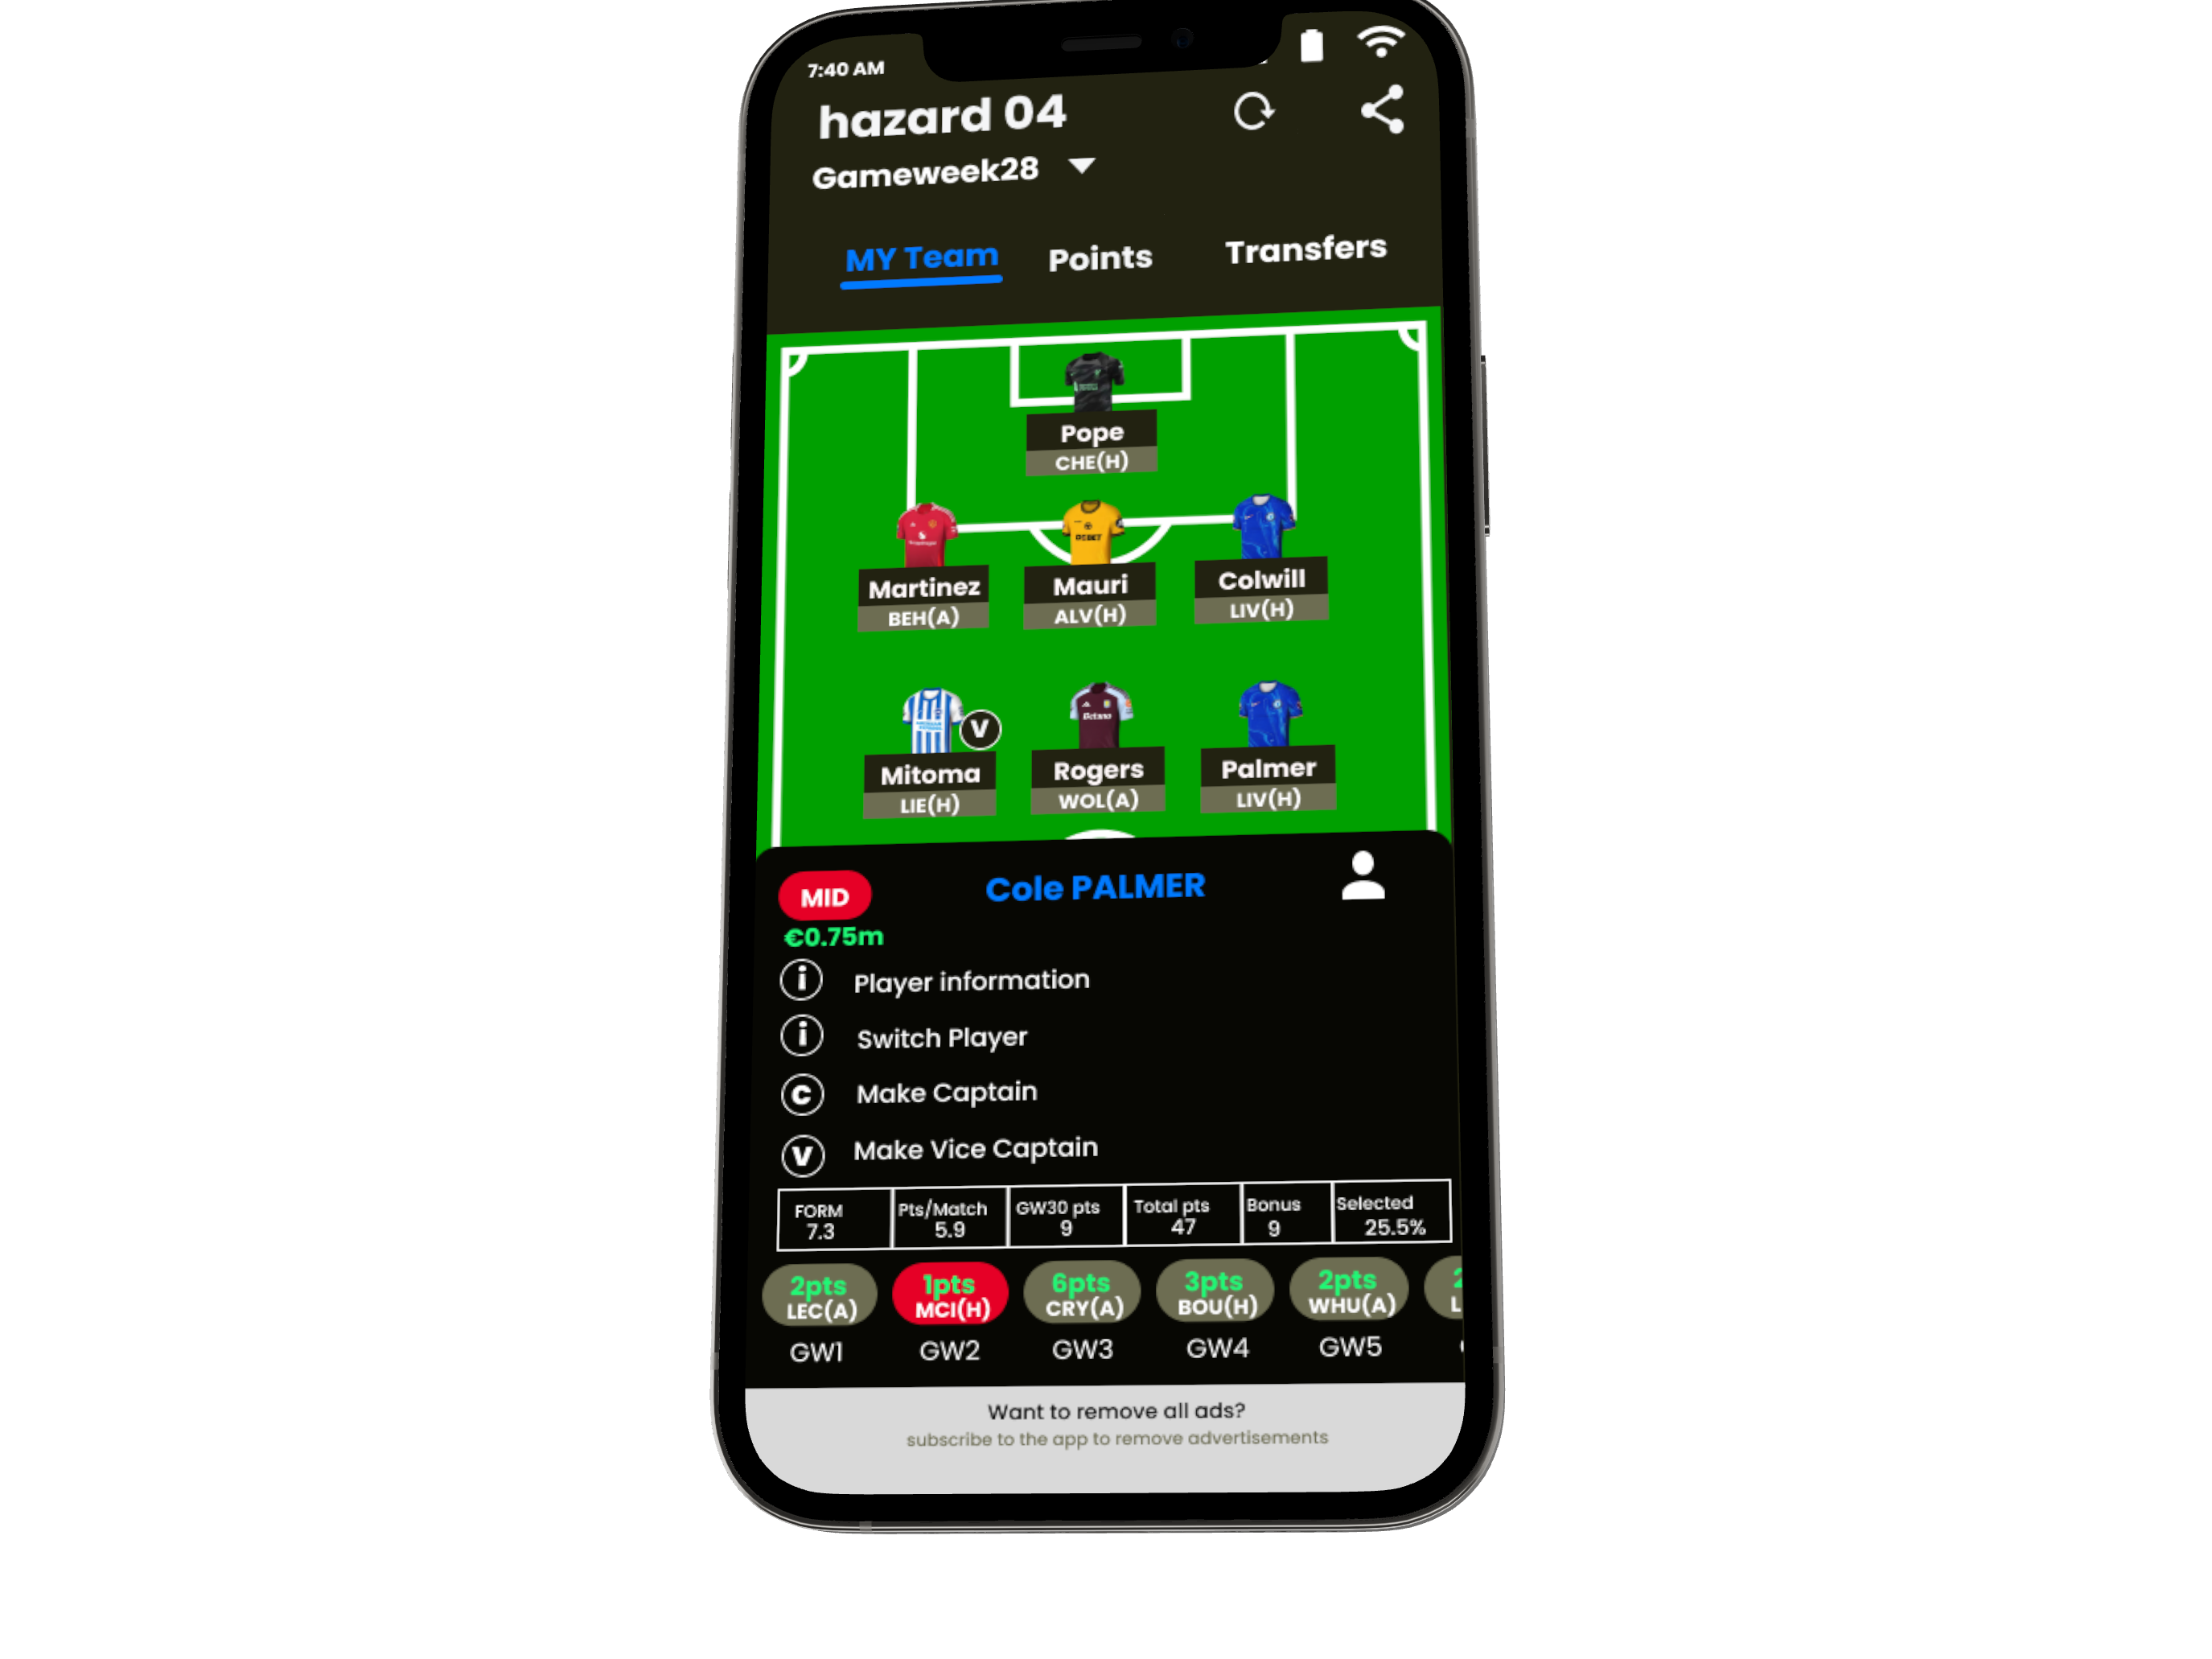 7:40 AM
hazard 04
Gameweek28
MY Team Points Transfers
Pope
CHE(H)
Martinez Mauri Colwill
BEH(A) ALV(H) LIV(H)
V
Mitoma Rogers Palmer
LIE(H) WOL(A) LIV(H)
MID Cole PALMER
€0.75m
i Player information
i Switch Player
C Make Captain
V Make Vice Captain
FORM Pts/Match GW30 pts Total pts Bonus Selected
7.3 5.9 9 47 9 25.5%
2pts 1pts 6pts 3pts 2pts
LEC(A) MCI(H) CRY(A) BOU(H) WHU(A)
GW1 GW2 GW3 GW4 GW5
Want to remove all ads?
subscribe to the app to remove advertisements